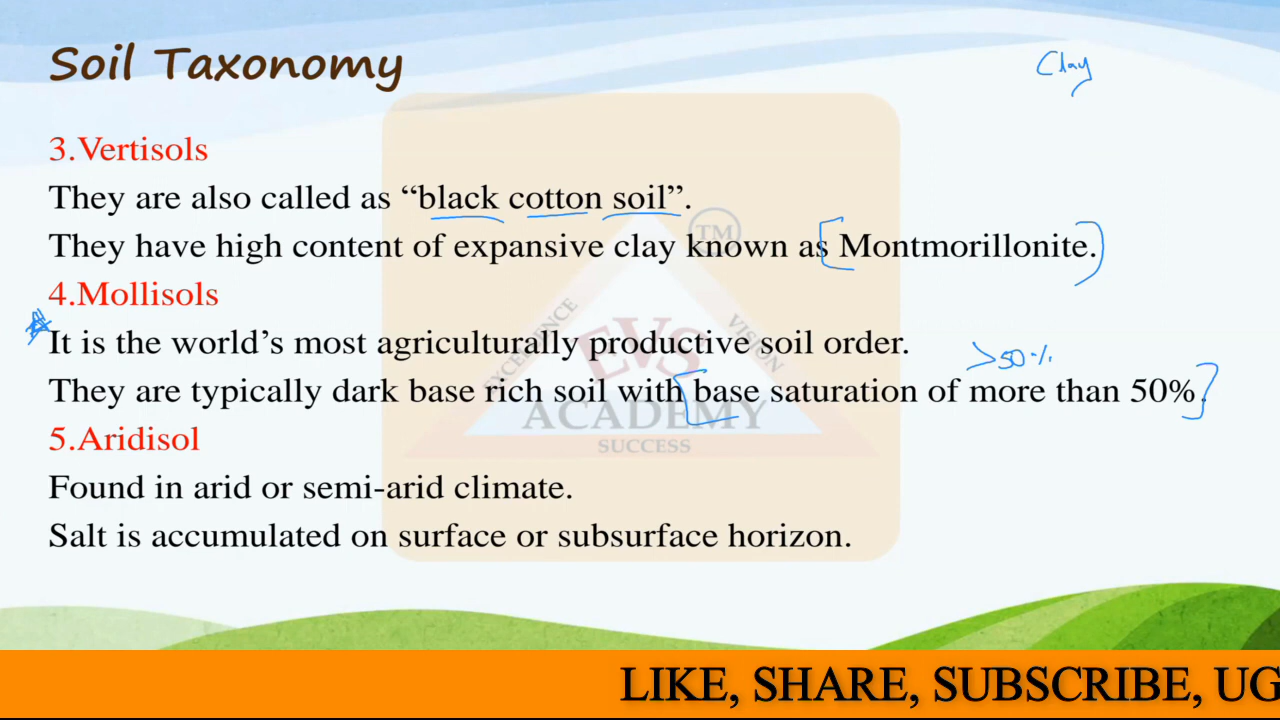 Soil Taxonomy
Clay
3.Vertisols
They are also called as “black cotton soil”.
TM
They have high content of expansive clay known as Montmorillonite.
4.Mollisols
It is the world’s most agriculturally productive soil order.
>50%
They are typically dark base rich soil with base saturation of more than 50%.
5.Aridisol
Found in arid or semi-arid climate.
Salt is accumulated on surface or subsurface horizon.
EXCELLENCE
VISION
EVS
ACADEMY
SUCCESS
LIKE, SHARE, SUBSCRIBE, UG